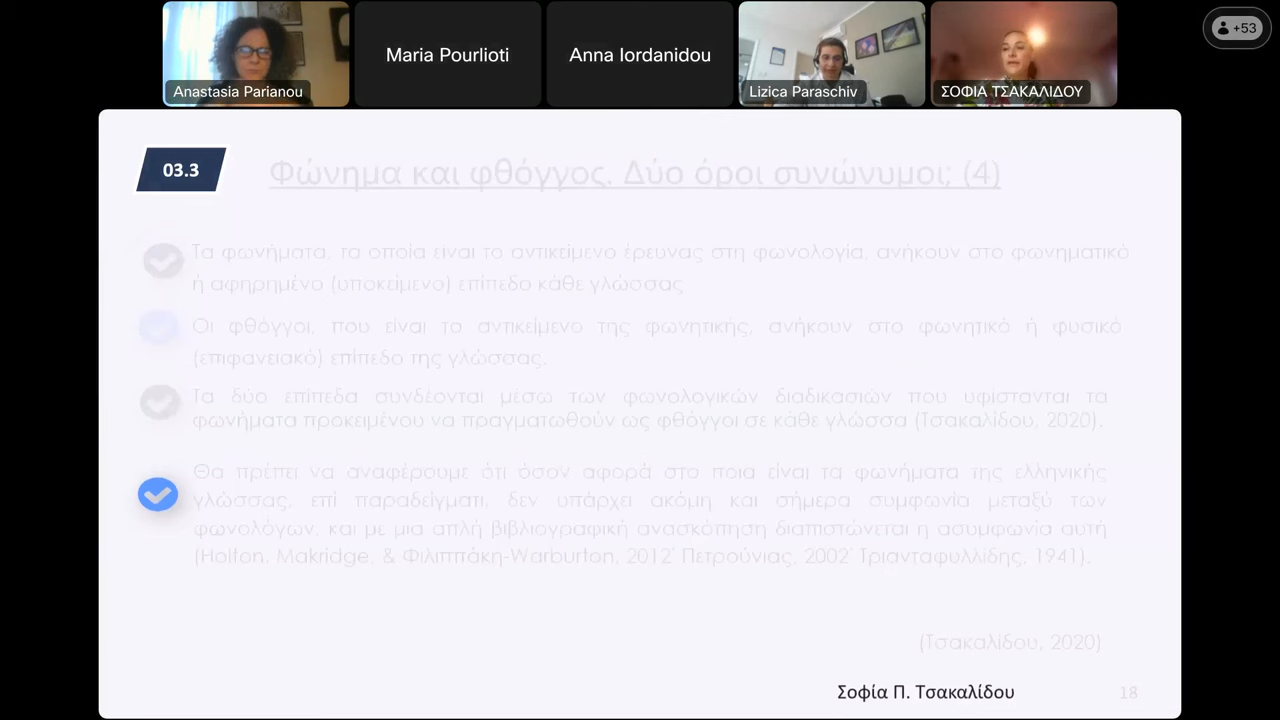 +53
Maria Pourlioti
Anna Iordanidou
Anastasia Parianou
Lizica Paraschiv
ΣΟΦΙΑ ΤΣΑΚΑΛΙΔΟΥ
03.3
Φώνημα και φθόγγος. Δύο όροι συνώνυμοι; (4)
Τα φωνήματα, τα οποία είναι το αντικείμενο έρευνας στη φωνολογία, ανήκουν στο φωνηματικό
ή αφηρημένο (υποκείμενο) επίπεδο κάθε γλώσσας
Οι φθόγγοι, που είναι το αντικείμενο της φωνητικής, ανήκουν στο φωνητικό ή φυσικό
(επιφανειακό) επίπεδο της γλώσσας.
Τα δύο επίπεδα συνδέονται μέσω των φωνολογικών διαδικασιών που υφίστανται τα
φωνήματα προκειμένου να πραγματωθούν ως φθόγγοι σε κάθε γλώσσα (Τσακαλίδου, 2020).
Θα πρέπει να αναφέρουμε ότι όσον αφορά στο ποια είναι τα φωνήματα της ελληνικής
γλώσσας, επί παραδείγματι, δεν υπάρχει ακόμη και σήμερα συμφωνία μεταξύ των
φωνολόγων, και με μια απλή βιβλιογραφική ανασκόπηση διαπιστώνεται η ασυμφωνία αυτή
(Holton, Makridge, & Φιλιππάκη-Warburton, 2012˙ Πετρούνιας, 2002˙ Τριανταφυλλίδης, 1941).
(Τσακαλίδου, 2020)
Σοφία Π. Τσακαλίδου
18